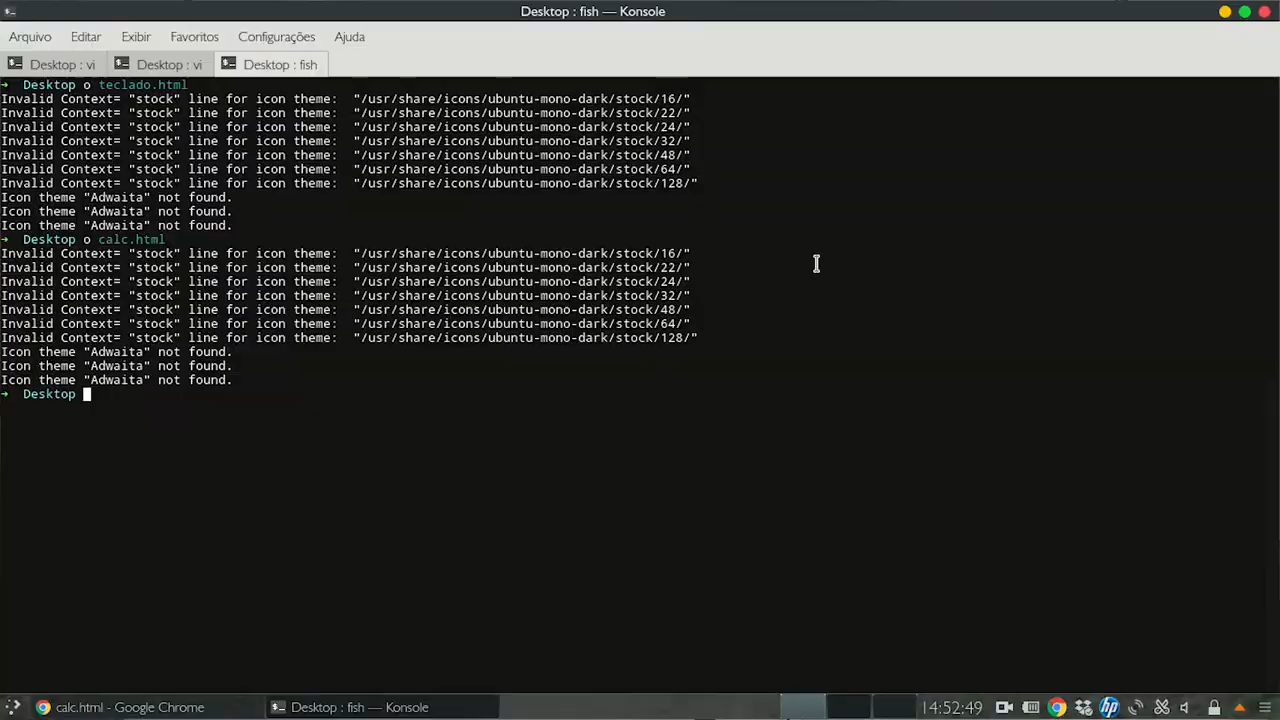 Desktop : fish — Konsole
Arquivo Editar Exibir Favoritos Configurações Ajuda
Desktop : vi Desktop : vi Desktop : fish
➜ Desktop o teclado.html
Invalid Context= "stock" line for icon theme:  "/usr/share/icons/ubuntu-mono-dark/stock/16/"
Invalid Context= "stock" line for icon theme:  "/usr/share/icons/ubuntu-mono-dark/stock/22/"
Invalid Context= "stock" line for icon theme:  "/usr/share/icons/ubuntu-mono-dark/stock/24/"
Invalid Context= "stock" line for icon theme:  "/usr/share/icons/ubuntu-mono-dark/stock/32/"
Invalid Context= "stock" line for icon theme:  "/usr/share/icons/ubuntu-mono-dark/stock/48/"
Invalid Context= "stock" line for icon theme:  "/usr/share/icons/ubuntu-mono-dark/stock/64/"
Invalid Context= "stock" line for icon theme:  "/usr/share/icons/ubuntu-mono-dark/stock/128/"
Icon theme "Adwaita" not found.
Icon theme "Adwaita" not found.
Icon theme "Adwaita" not found.
➜ Desktop o calc.html
Invalid Context= "stock" line for icon theme:  "/usr/share/icons/ubuntu-mono-dark/stock/16/"
Invalid Context= "stock" line for icon theme:  "/usr/share/icons/ubuntu-mono-dark/stock/22/"
Invalid Context= "stock" line for icon theme:  "/usr/share/icons/ubuntu-mono-dark/stock/24/"
Invalid Context= "stock" line for icon theme:  "/usr/share/icons/ubuntu-mono-dark/stock/32/"
Invalid Context= "stock" line for icon theme:  "/usr/share/icons/ubuntu-mono-dark/stock/48/"
Invalid Context= "stock" line for icon theme:  "/usr/share/icons/ubuntu-mono-dark/stock/64/"
Invalid Context= "stock" line for icon theme:  "/usr/share/icons/ubuntu-mono-dark/stock/128/"
Icon theme "Adwaita" not found.
Icon theme "Adwaita" not found.
Icon theme "Adwaita" not found.
➜ Desktop
calc.html - Google Chrome Desktop : fish — Konsole 14:52:49 hp